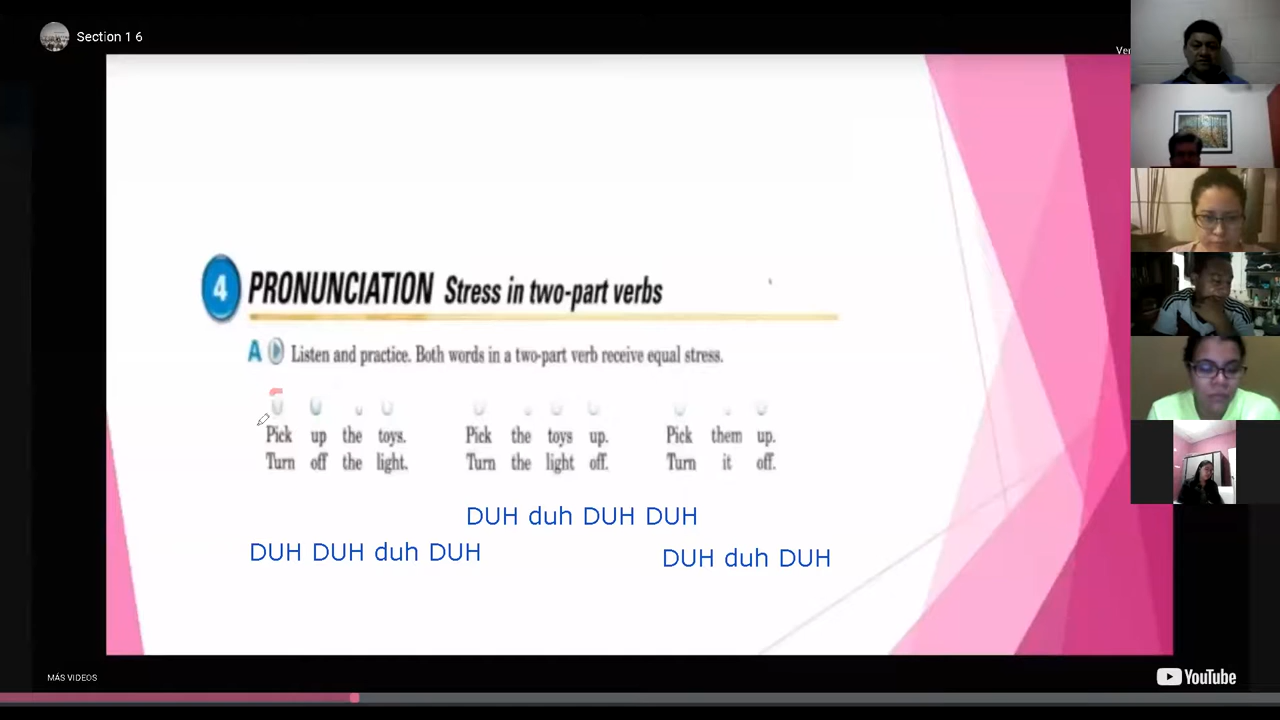 Section 1 6
Ver
4 PRONUNCIATION Stress in two-part verbs
A Listen and practice. Both words in a two-part verb receive equal stress.
Pick up the toys. Pick the toys up. Pick them up.
Turn off the light. Turn the light off. Turn it off.
DUH duh DUH DUH
DUH DUH duh DUH DUH duh DUH
MÁS VIDEOS
YouTube